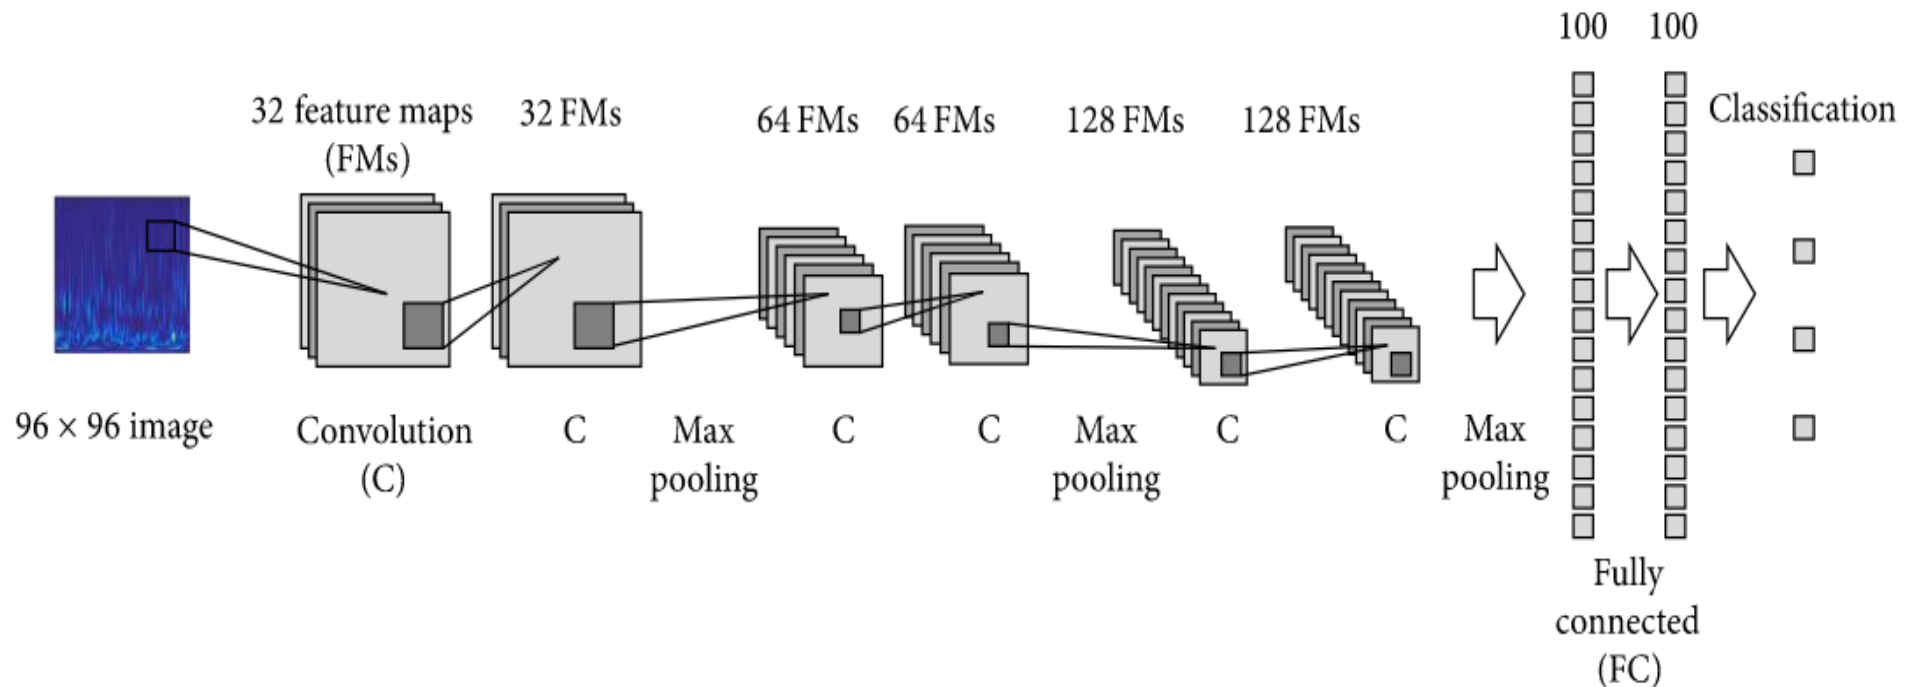 100 100
32 feature maps
(FMs)
32 FMs
64 FMs
64 FMs
128 FMs
128 FMs
Classification
96 × 96 image
Convolution
(C)
C
Max
pooling
C
C
Max
pooling
C
C
Max
pooling
Fully
connected
(FC)